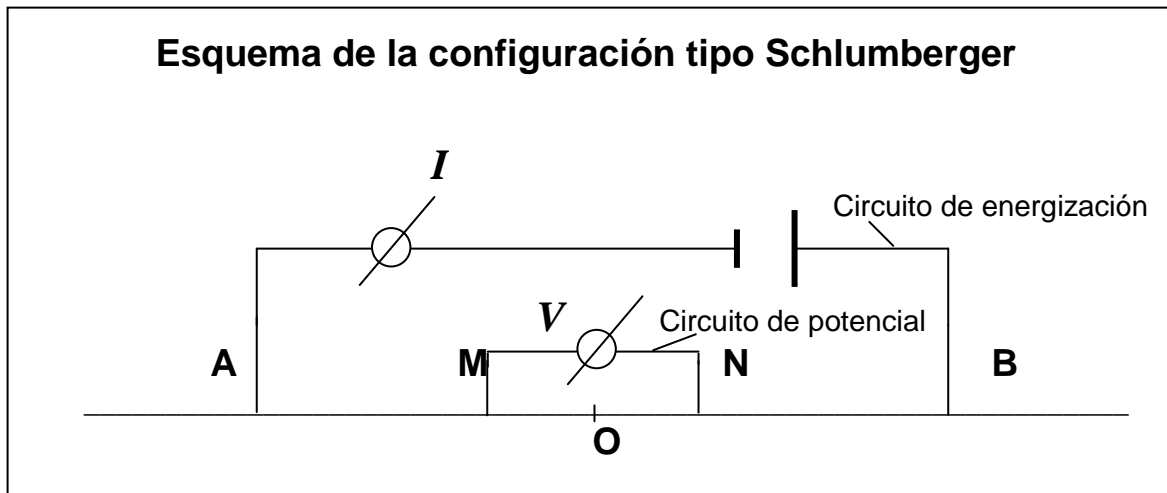 Esquema de la configuración tipo Schlumberger
I
Circuito de energización
V
Circuito de potencial
A
M
N
B
O